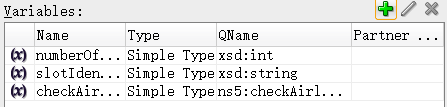 Variables:
Name Type QName Partner ...
(x) numberOf... Simple Type xsd:int
(x) slotIden... Simple Type xsd:string
(x) checkAir... Simple Type ns5:checkAirl...